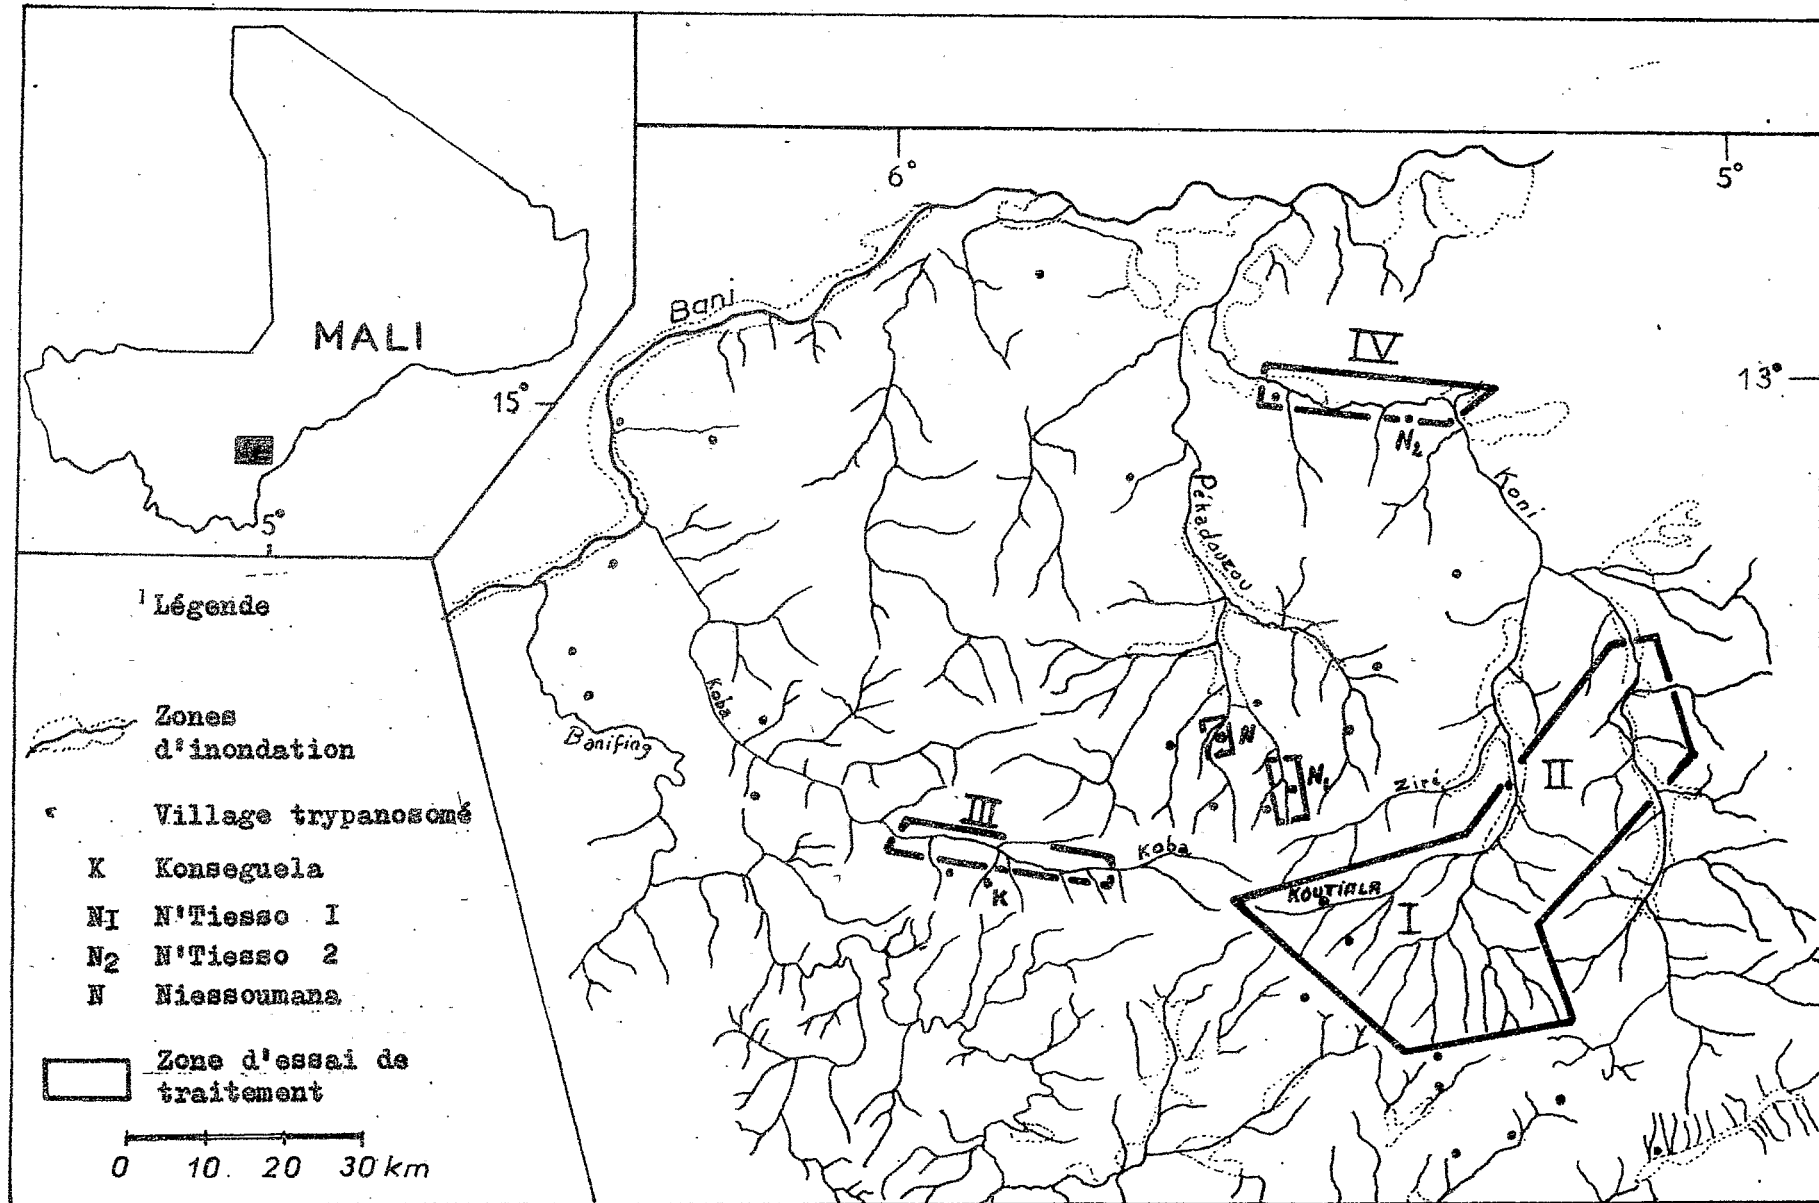 MALI
15°
5°
Légende
Zones
d'inondation
Village trypanosomé
K Konseguela
NI N'Tiesso I
N2 N'Tiesso 2
N Niessoumana
Zone d'essai de
traitement
0 10. 20 30 km
6°
5°
13°
Bani
IV
N2
Koni
Pékadougou
Koba
Banifing
N
N1
Ziré
II
III
Koba
K
KOUTIALA
I